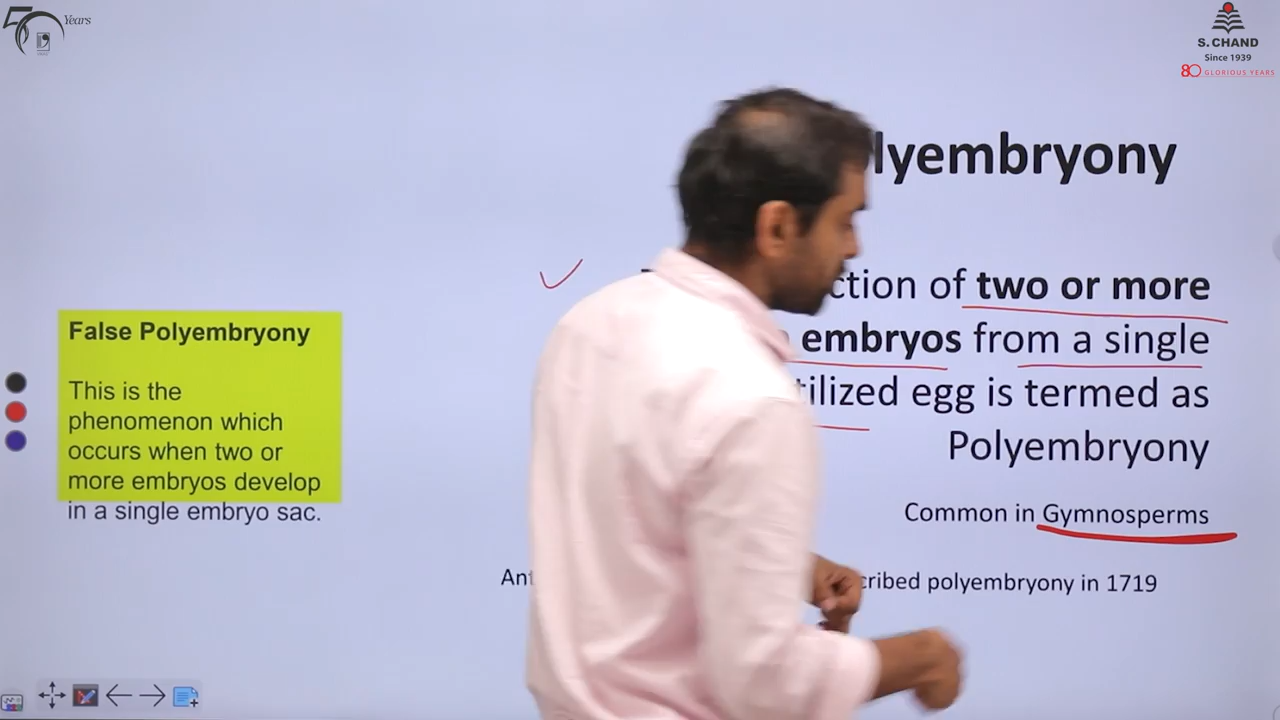 Years
S. CHAND
Since 1939
80 GLORIOUS YEARS
lyembryony
ction of two or more
embryos from a single
tilized egg is termed as
Polyembryony
Common in Gymnosperms
Ant cribed polyembryony in 1719
False Polyembryony
This is the
phenomenon which
occurs when two or
more embryos develop
in a single embryo sac.